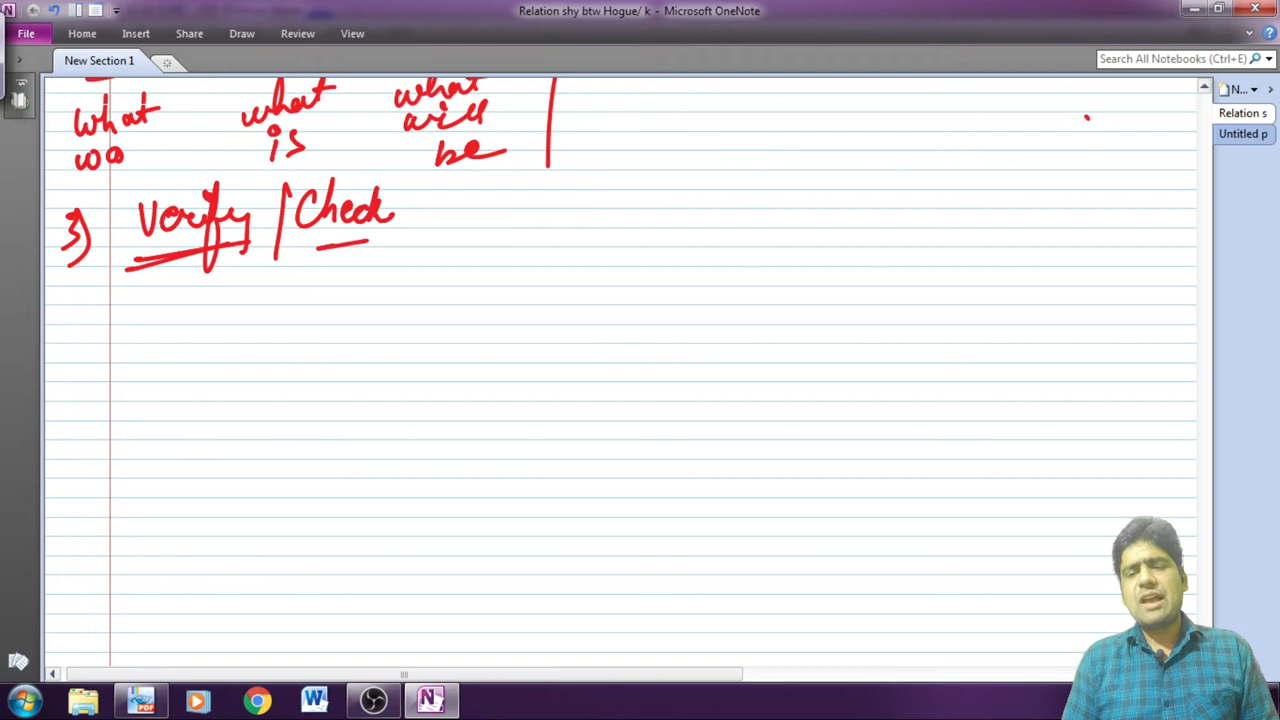 Relation shy btw Hogue/ k - Microsoft OneNote
File Home Insert Share Draw Review View
New Section 1
Search All Notebooks (Ctrl+E)
N...
Relation s
Untitled p
what what what
is will
be
3) Verify / Check